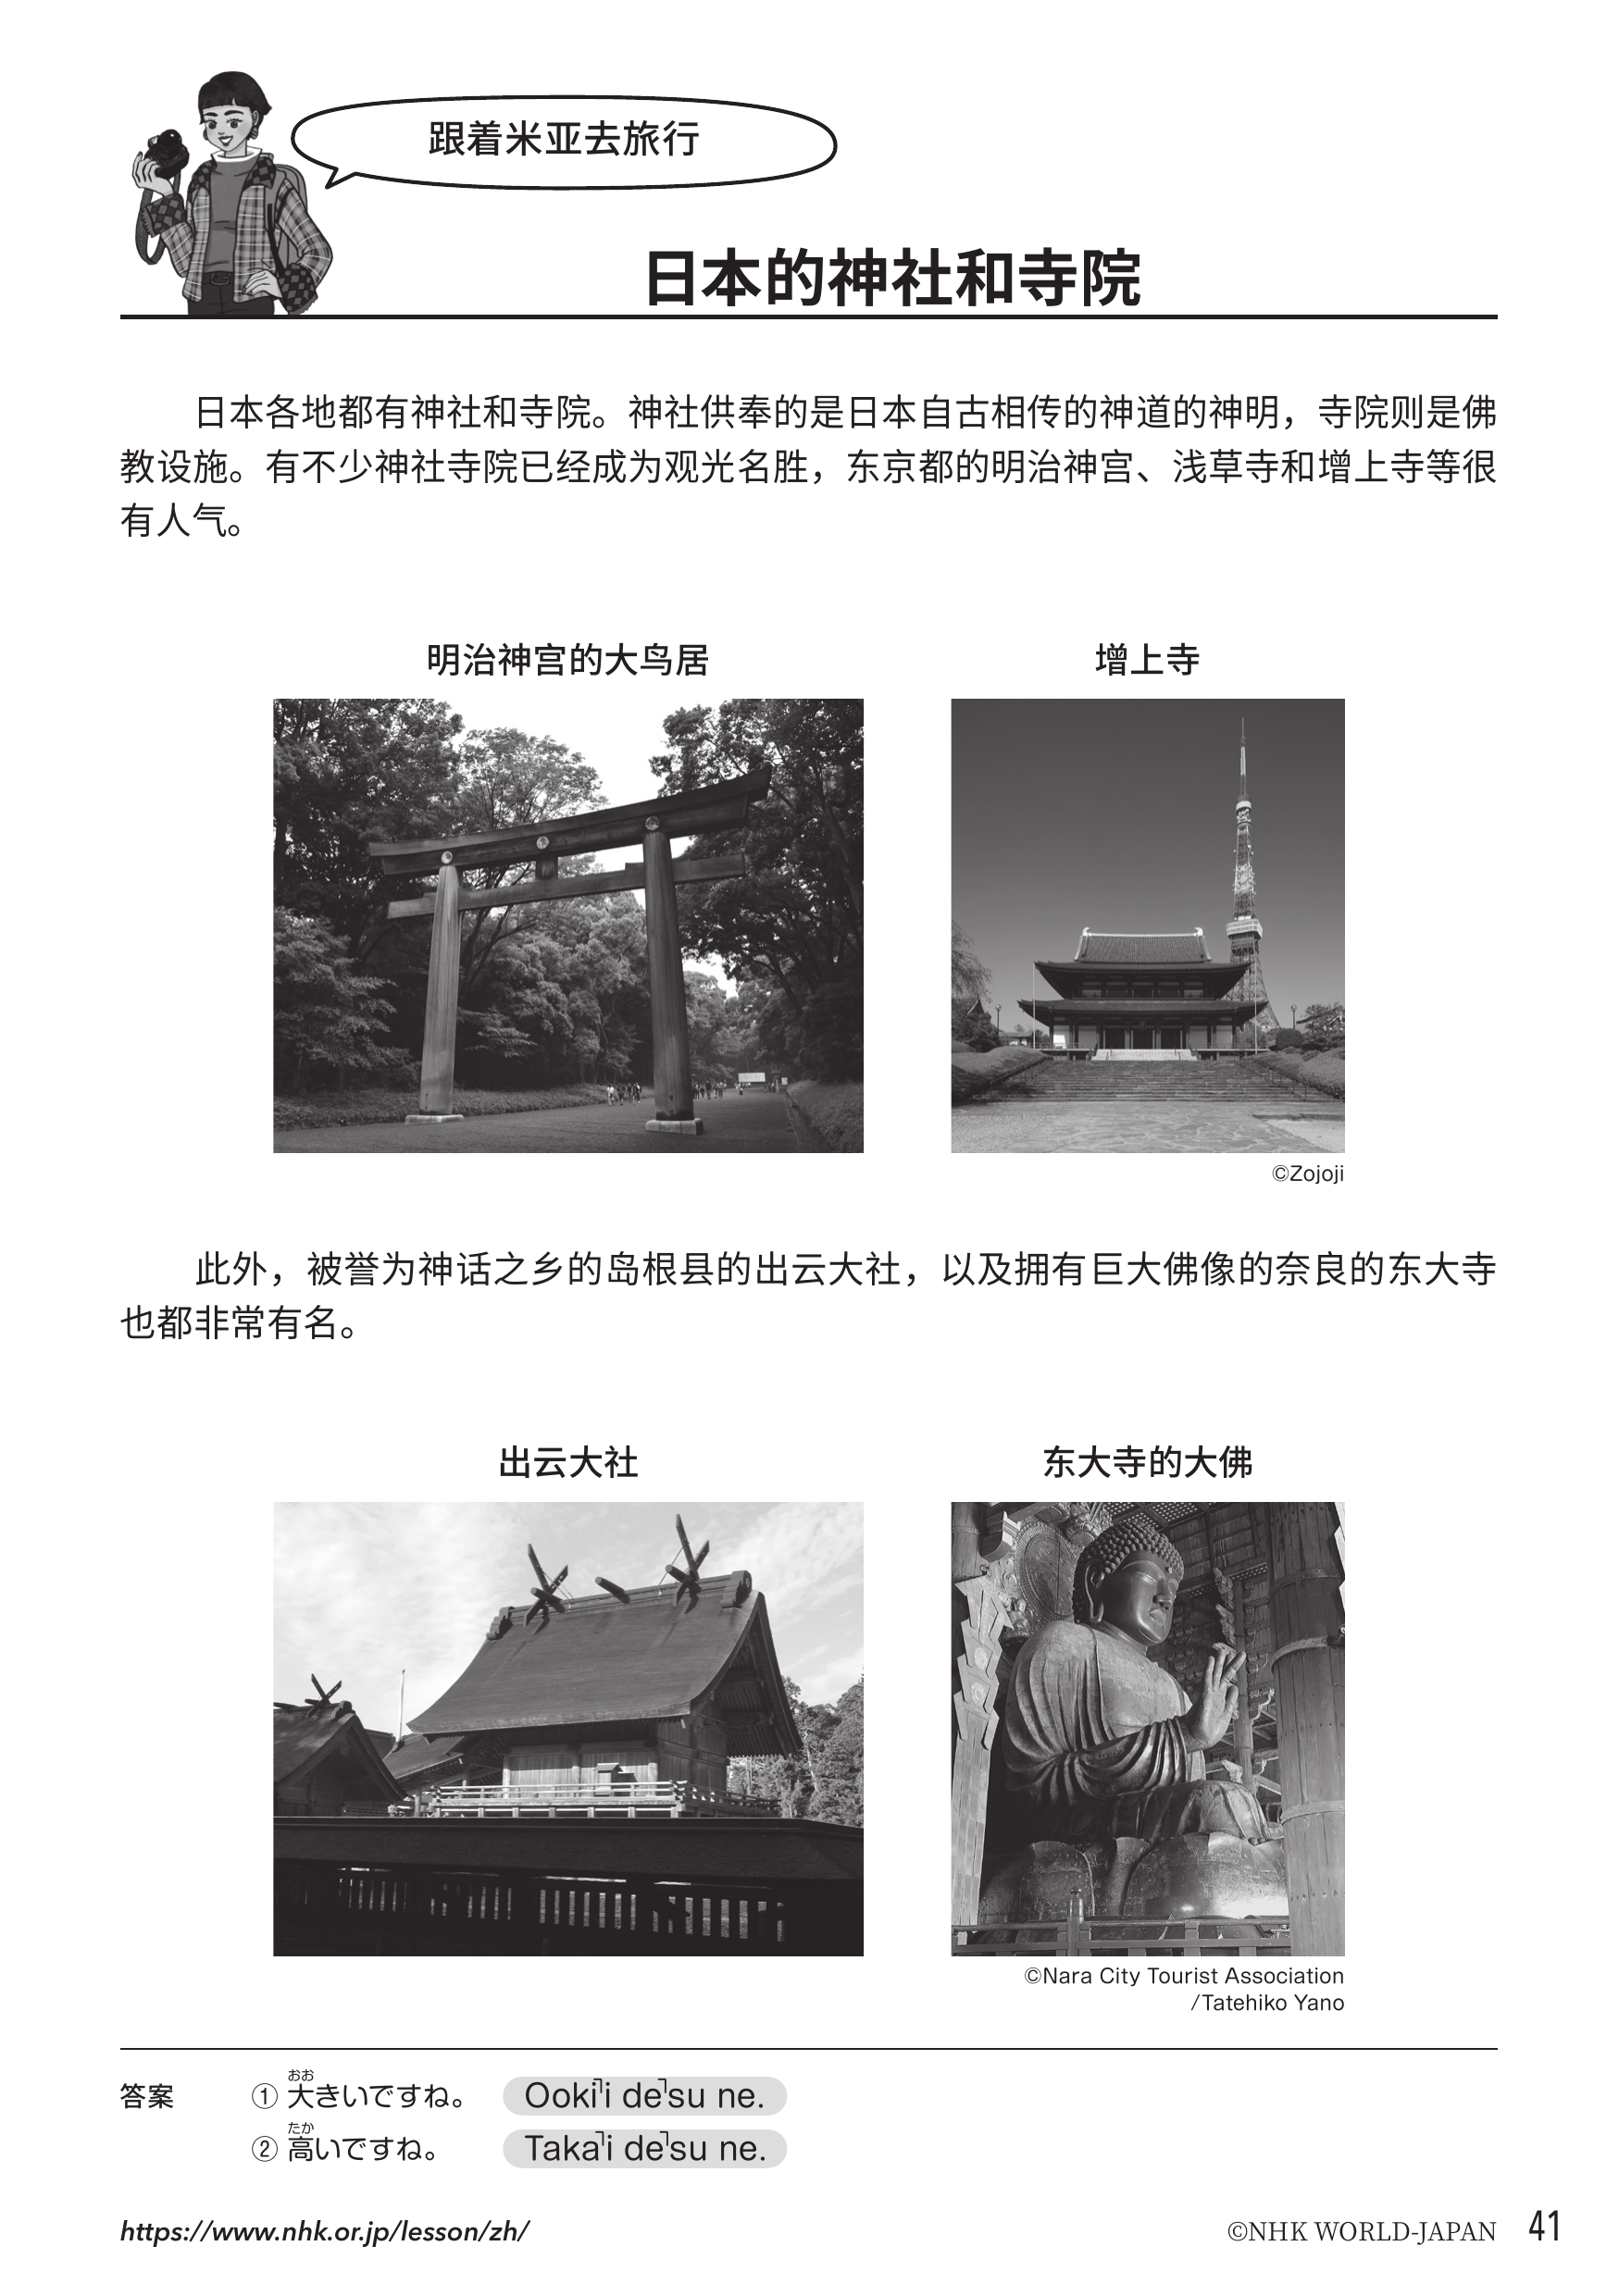 跟着米亚去旅行
日本的神社和寺院
日本各地都有神社和寺院。神社供奉的是日本自古相传的神道的神明，寺院则是佛
教设施。有不少神社寺院已经成为观光名胜，东京都的明治神宫、浅草寺和增上寺等很
有人气。
明治神宫的大鸟居
增上寺
©Zojoji
此外，被誉为神话之乡的岛根县的出云大社，以及拥有巨大佛像的奈良的东大寺
也都非常有名。
出云大社
东大寺的大佛
©Nara City Tourist Association
/Tatehiko Yano
答案
おお
① 大きいですね。 Ooki꜒i de꜒su ne.
たか
② 高いですね。 Taka꜒i de꜒su ne.
https://www.nhk.or.jp/lesson/zh/
©NHK WORLD-JAPAN 41